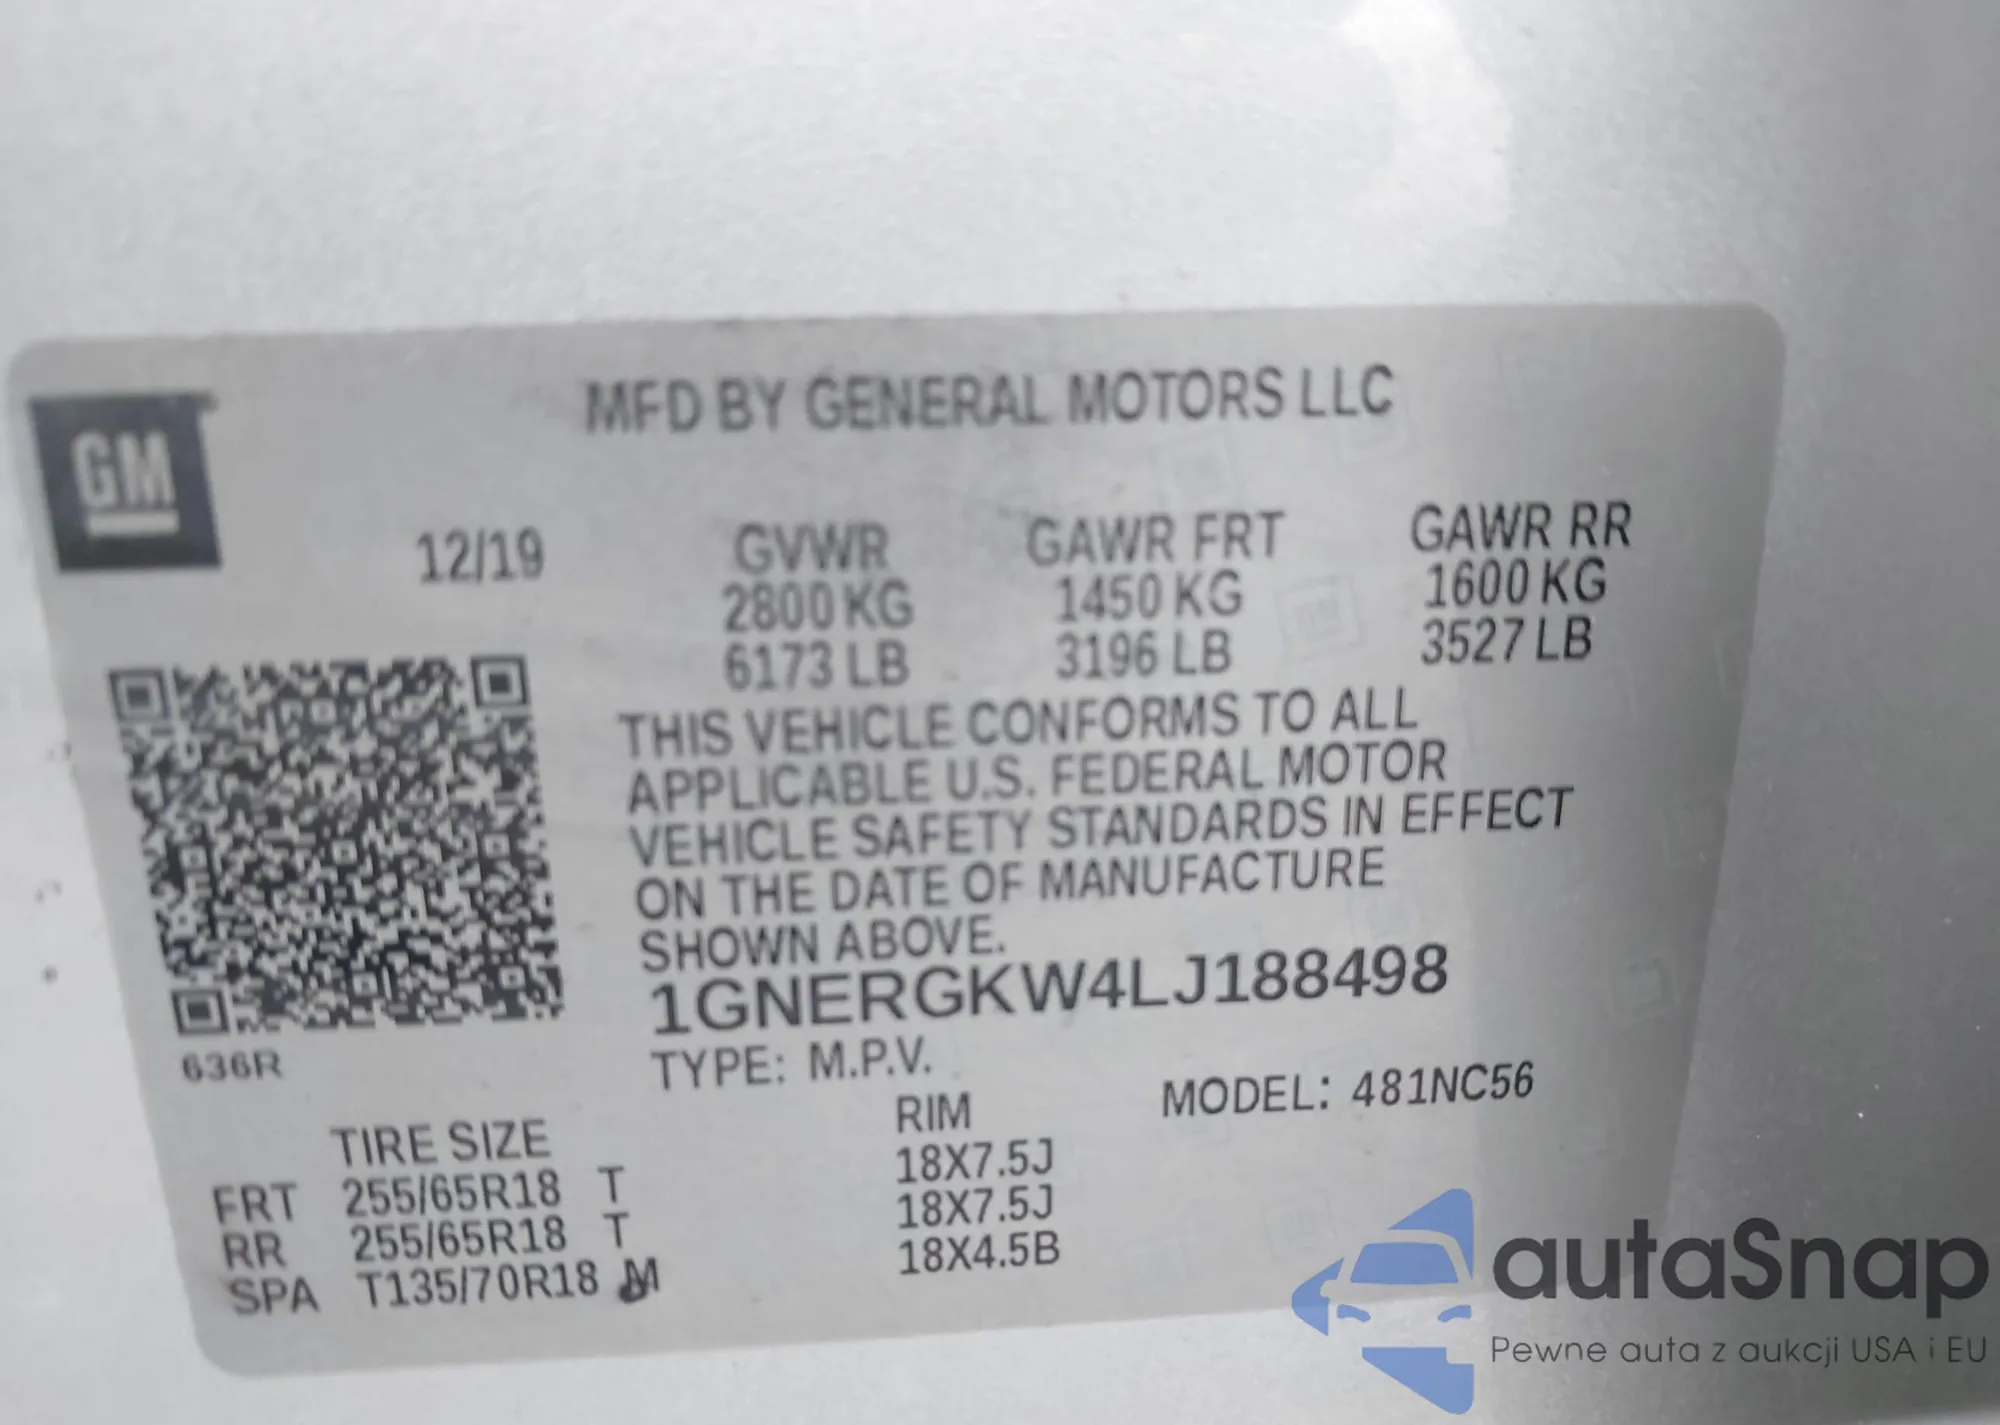 MFD BY GENERAL MOTORS LLC
GM
12/19 GVWR GAWR FRT GAWR RR
2800 KG 1450 KG 1600 KG
6173 LB 3196 LB 3527 LB
THIS VEHICLE CONFORMS TO ALL
APPLICABLE U.S. FEDERAL MOTOR
VEHICLE SAFETY STANDARDS IN EFFECT
ON THE DATE OF MANUFACTURE
SHOWN ABOVE.
1GNERGKW4LJ188498
636R
TYPE: M.P.V. MODEL: 481NC56
TIRE SIZE RIM
FRT 255/65R18 T 18X7.5J
RR 255/65R18 T 18X7.5J
SPA T135/70R18 M 18X4.5B
autaSnap
Pewne auta z aukcji USA i EU